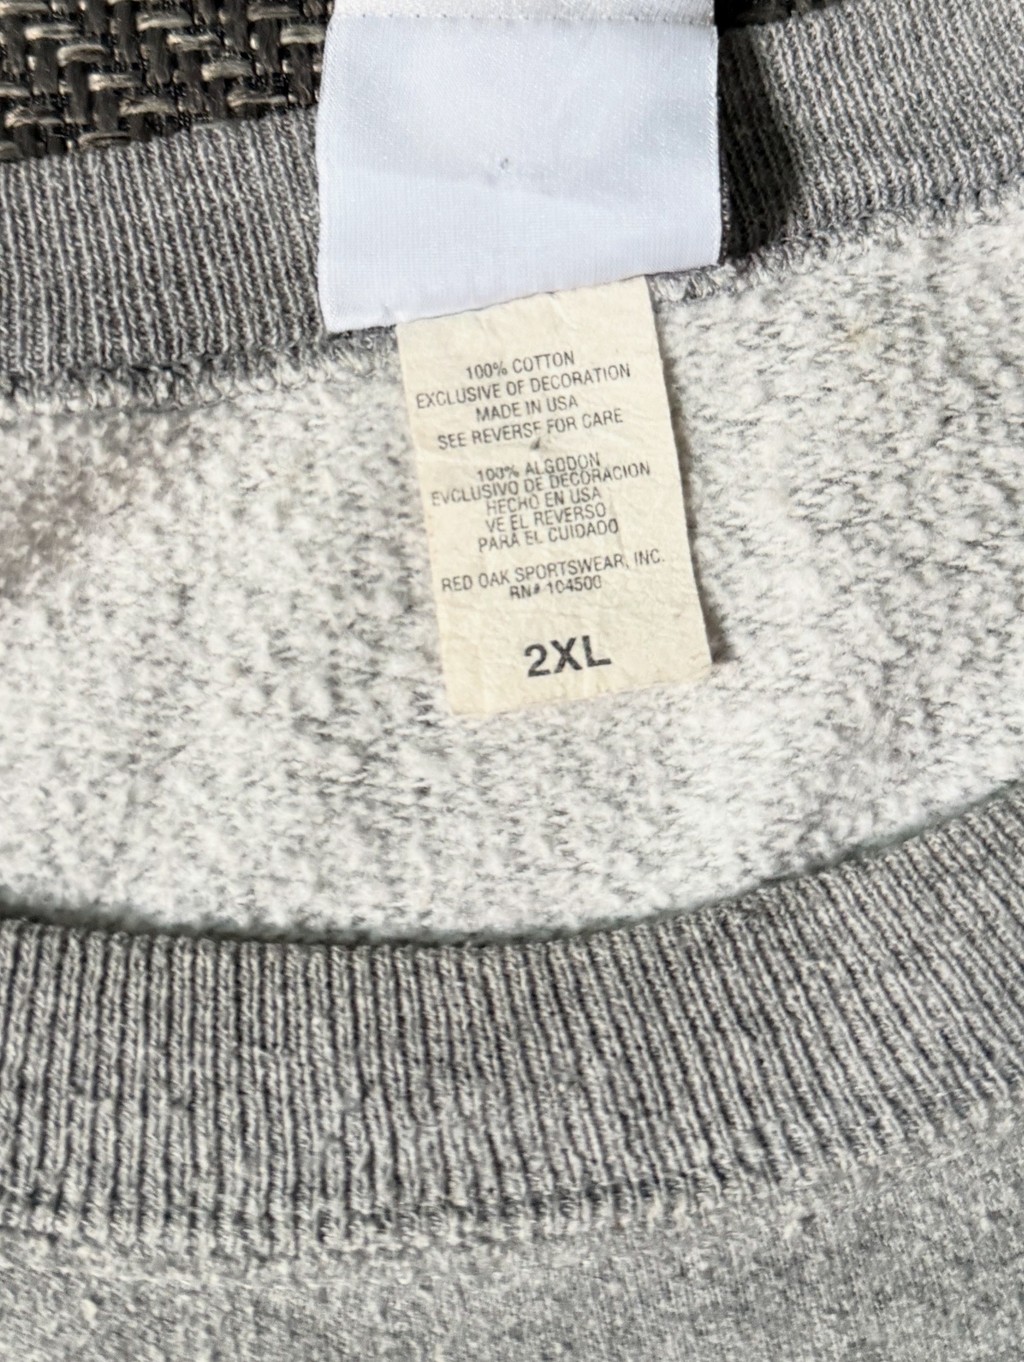 100% COTTON
EXCLUSIVE OF DECORATION
MADE IN USA
SEE REVERSE FOR CARE
100% ALGODON
EXCLUSIVO DE DECORACION
HECHO EN USA
VE EL REVERSO
PARA EL CUIDADO
RED OAK SPORTSWEAR, INC.
RN# 104500
2XL